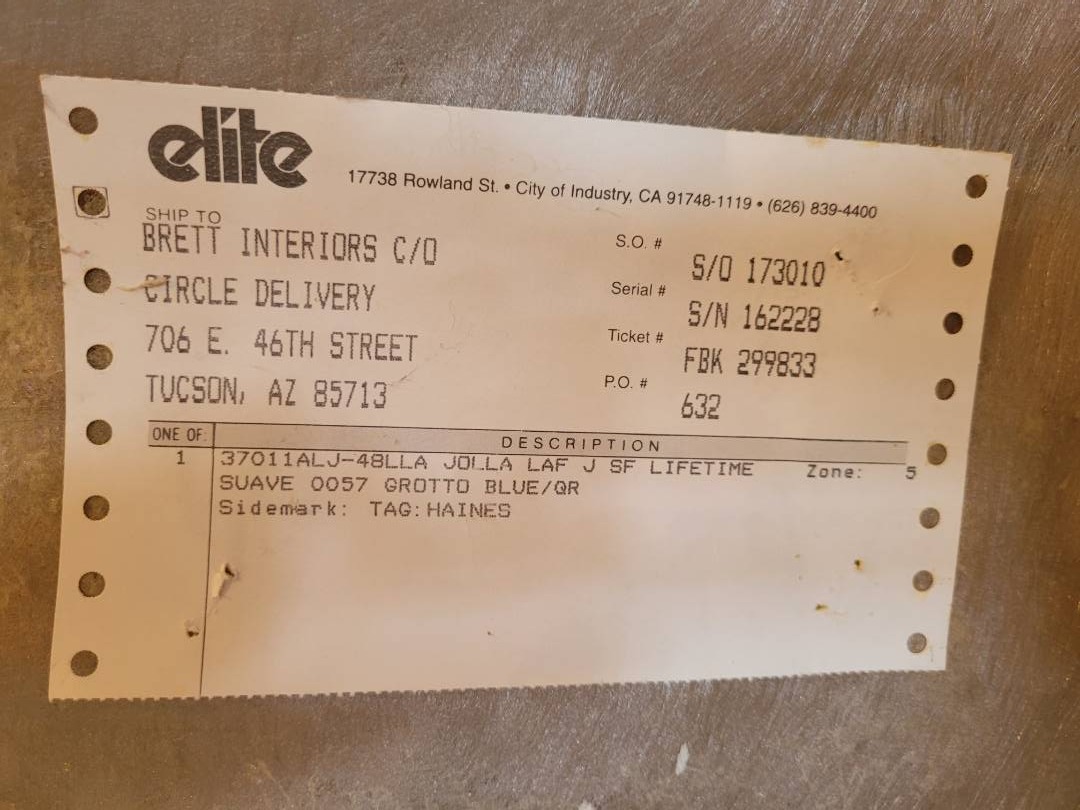 elite
17738 Rowland St. • City of Industry, CA 91748-1119 • (626) 839-4400
SHIP TO
BRETT INTERIORS C/O
CIRCLE DELIVERY
706 E. 46TH STREET
TUCSON, AZ 85713
S.O. # S/O 173010
Serial # S/N 162228
Ticket # FBK 299833
P.O. # 632
ONE OF: DESCRIPTION
1 37011ALJ-48LLA JOLLA LAF J SF LIFETIME Zone: 5
SUAVE 0057 GROTTO BLUE/QR
Sidemark: TAG:HAINES